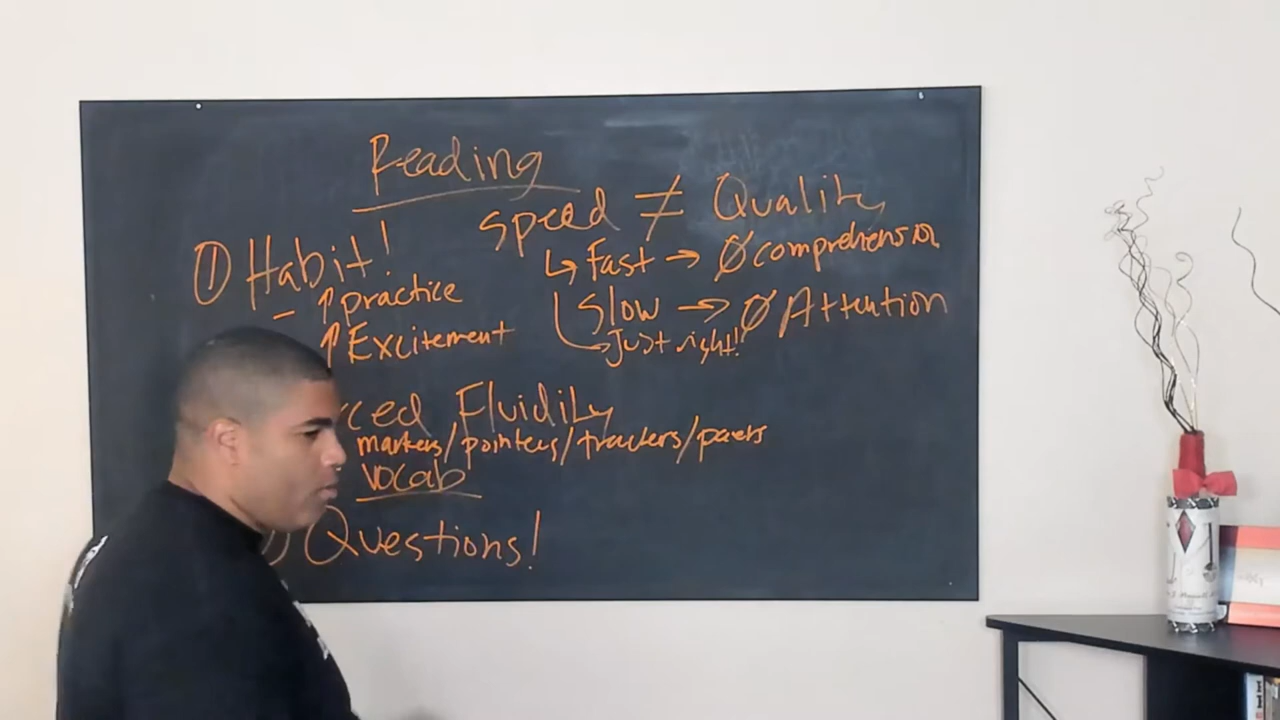 Reading
speed ≠ Quality
① Habit!
↳ Fast → Ø comprehension
↑ practice
Slow → Ø Attention
↑ Excitement
Just right!
rced Fluidity
markers/pointers/trackers/pacers
vocab
) Questions!